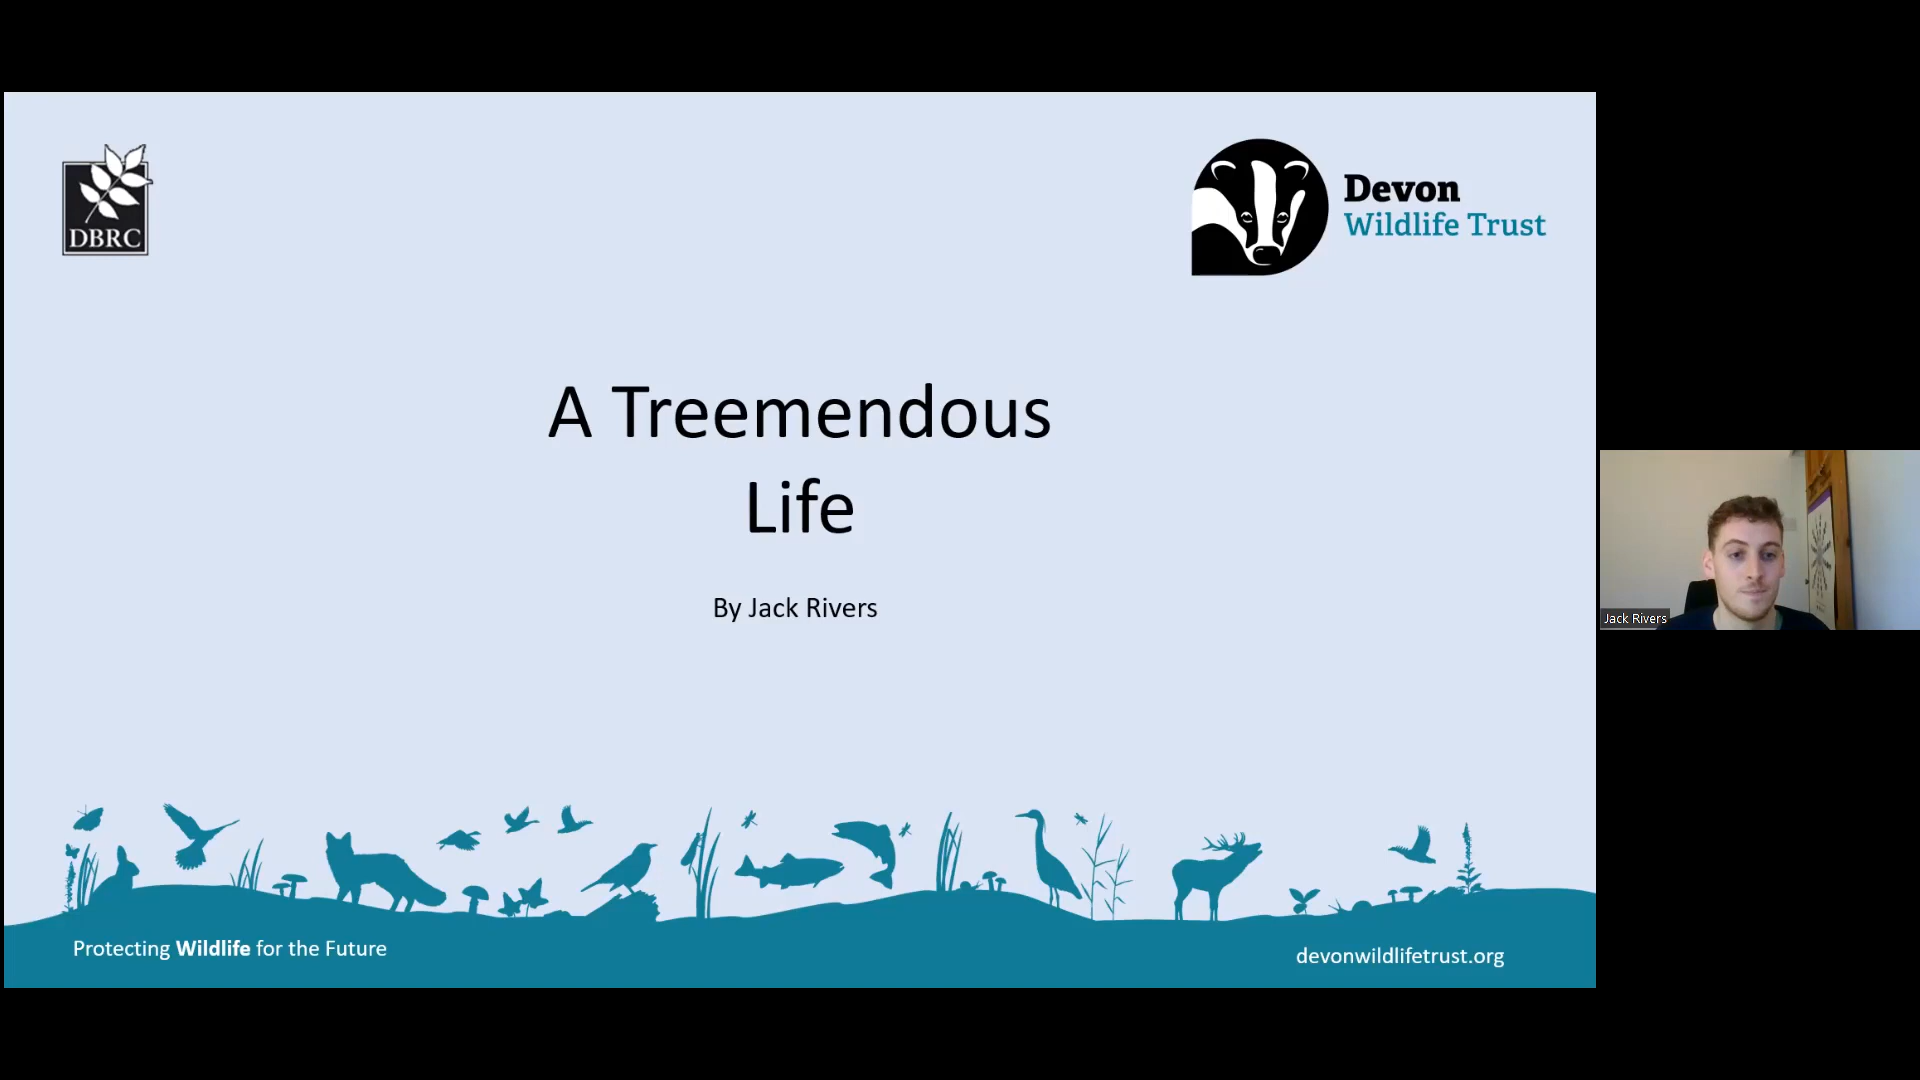 DBRC
Devon
Wildlife Trust
A Treemendous
Life
By Jack Rivers
Jack Rivers
Protecting Wildlife for the Future
devonwildlifetrust.org